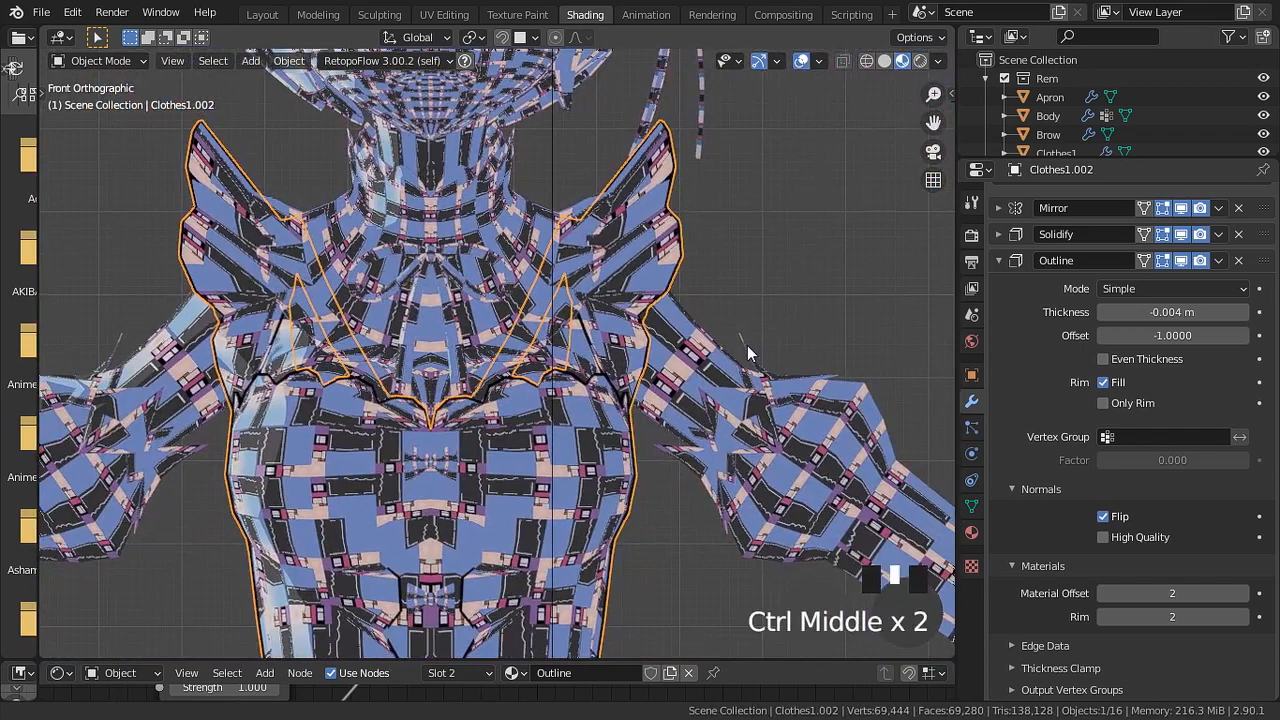 File Edit Render Window Help Layout Modeling Sculpting UV Editing Texture Paint Shading Animation Rendering Compositing Scripting Scene View Layer
Global Options
Object Mode View Select Add Object RetopoFlow 3.00.2 (self)
Front Orthographic
(1) Scene Collection | Clothes1.002
Scene Collection
Rem
Apron
Body
Brow
Clothes1
Clothes1.002
Mirror
Solidify
Outline
Mode Simple
Thickness -0.004 m
Offset -1.0000
Even Thickness
Rim Fill
Only Rim
Vertex Group
Factor 0.000
Normals
Flip
High Quality
Materials
Material Offset 2
Rim 2
Edge Data
Thickness Clamp
Output Vertex Groups
AKIB
Anime
Anime
Asham
Ctrl Middle x 2
Object View Select Add Node Use Nodes Slot 2 Outline
Strength 1.000
Scene Collection | Clothes1.002 | Verts:69,444 | Faces:69,280 | Tris:138,128 | Objects:1/16 | Memory: 216.3 MiB | 2.90.1